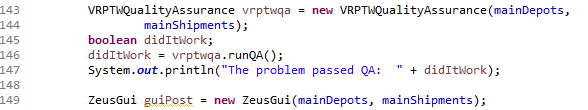 143 VRPTWQualityAssurance vrptwqa = new VRPTWQualityAssurance(mainDepots,
144 mainShipments);
145 boolean didItWork;
146 didItWork = vrptwqa.runQA();
147 System.out.println("The problem passed QA:  " + didItWork);
148
149 ZeusGui guiPost = new ZeusGui(mainDepots, mainShipments);